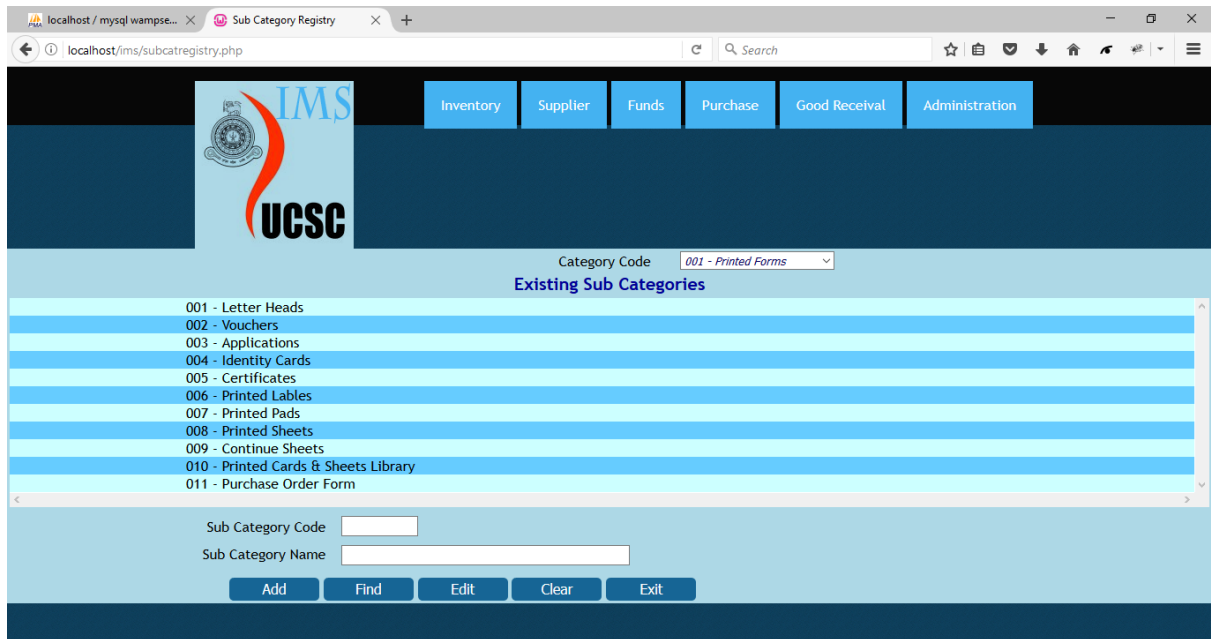 localhost / mysql wampse...
Sub Category Registry
localhost/ims/subcatregistry.php
Search
IMS
UCSC
Inventory
Supplier
Funds
Purchase
Good Receival
Administration
Category Code
001 - Printed Forms
Existing Sub Categories
001 - Letter Heads
002 - Vouchers
003 - Applications
004 - Identity Cards
005 - Certificates
006 - Printed Lables
007 - Printed Pads
008 - Printed Sheets
009 - Continue Sheets
010 - Printed Cards & Sheets Library
011 - Purchase Order Form
Sub Category Code
Sub Category Name
Add
Find
Edit
Clear
Exit